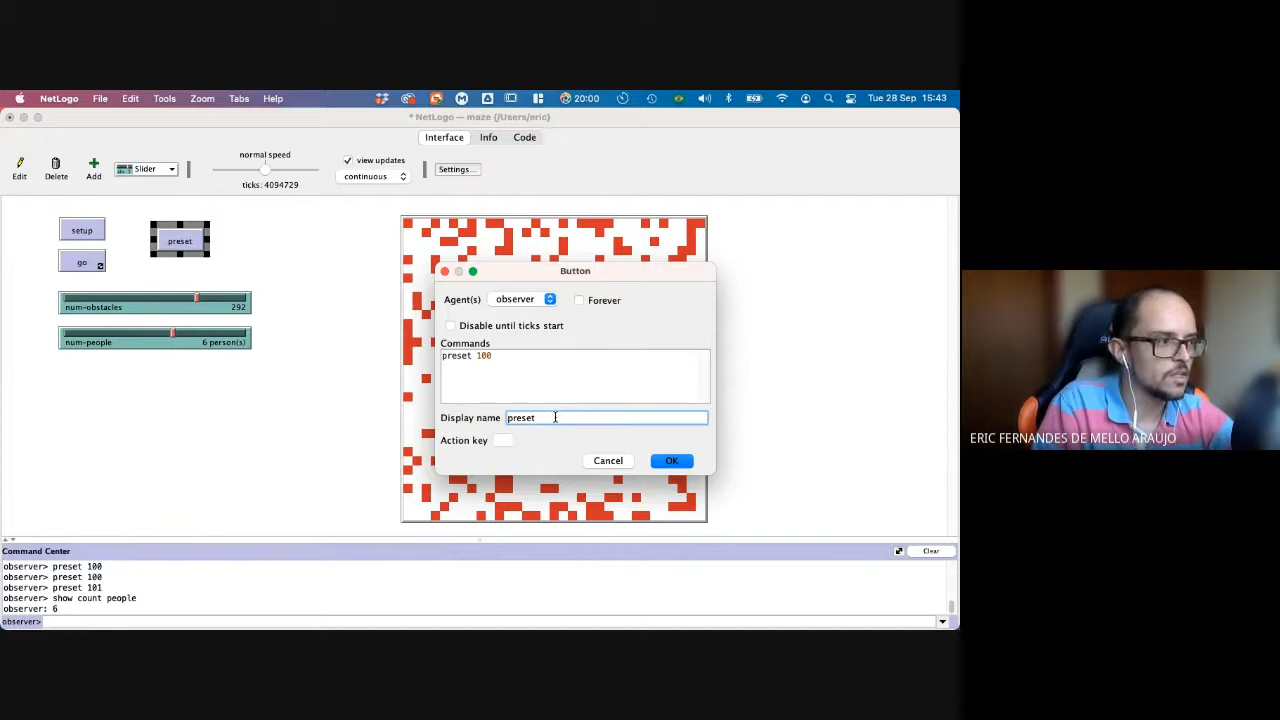 NetLogo File Edit Tools Zoom Tabs Help 20:00 Tue 28 Sep 15:43
* NetLogo — maze {/Users/eric}
Interface Info Code
Edit Delete Add Slider normal speed ticks: 4094729 view updates continuous Settings...
setup
go
preset
num-obstacles 292
num-people 6 person(s)
Button
Agent(s) observer Forever
Disable until ticks start
Commands
preset 100
Display name preset
Action key
Cancel OK
ERIC FERNANDES DE MELLO ARAUJO
Command Center Clear
observer> preset 100
observer> preset 100
observer> preset 101
observer> show count people
observer: 6
observer>